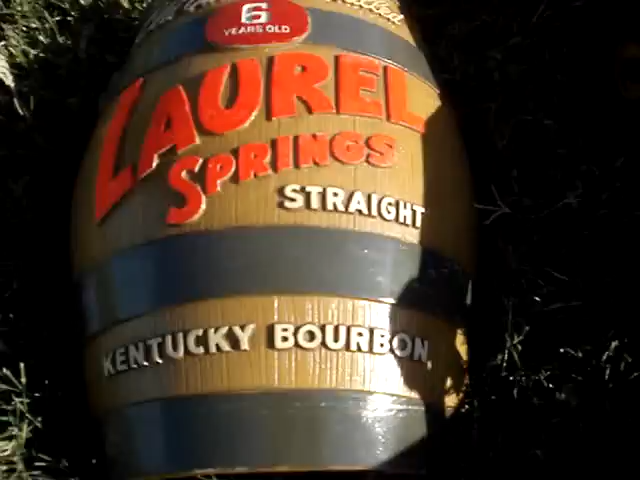 6
YEARS OLD
LAUREL
SPRINGS
STRAIGHT
KENTUCKY BOURBON